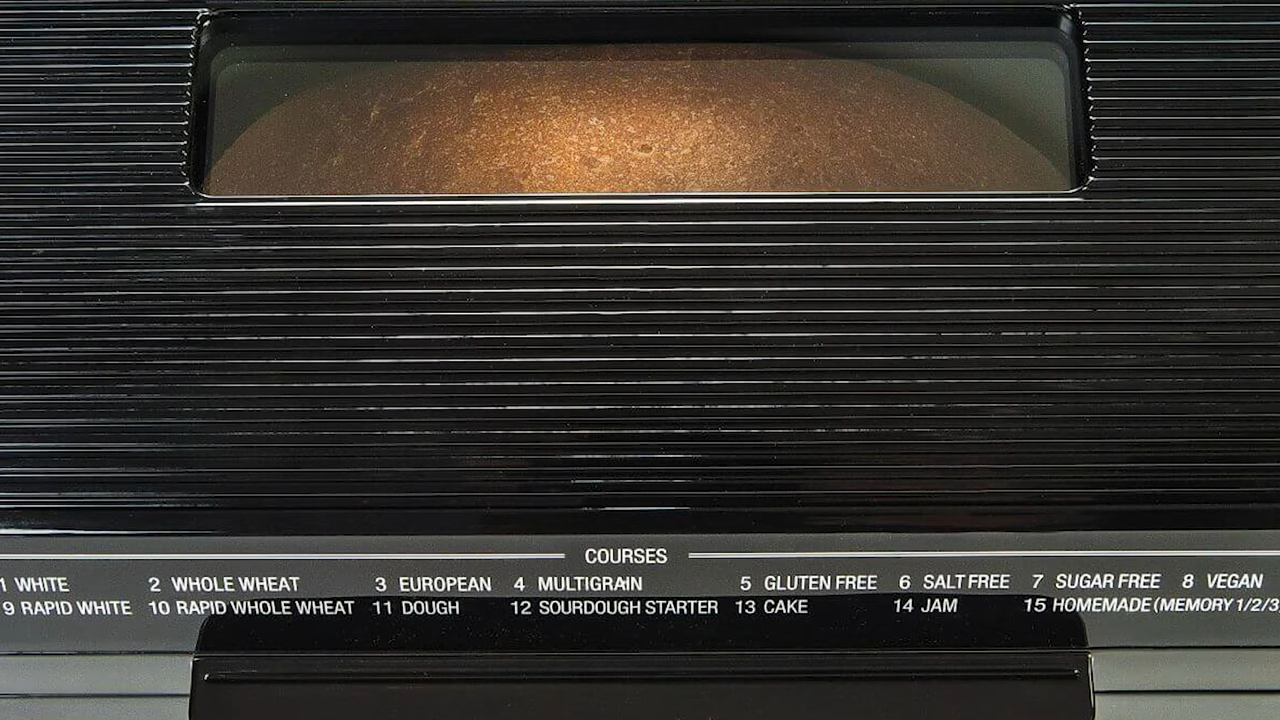 COURSES
1 WHITE 2 WHOLE WHEAT 3 EUROPEAN 4 MULTIGRAIN 5 GLUTEN FREE 6 SALT FREE 7 SUGAR FREE 8 VEGAN
9 RAPID WHITE 10 RAPID WHOLE WHEAT 11 DOUGH 12 SOURDOUGH STARTER 13 CAKE 14 JAM 15 HOMEMADE (MEMORY 1/2/3